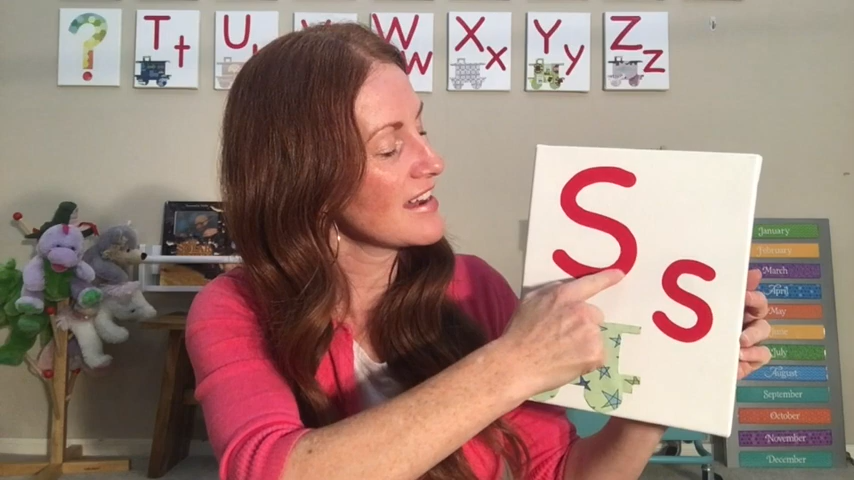 ?
T t
U
W w
X x
Y y
Z z
S s
January
February
March
April
May
June
July
August
September
October
November
December